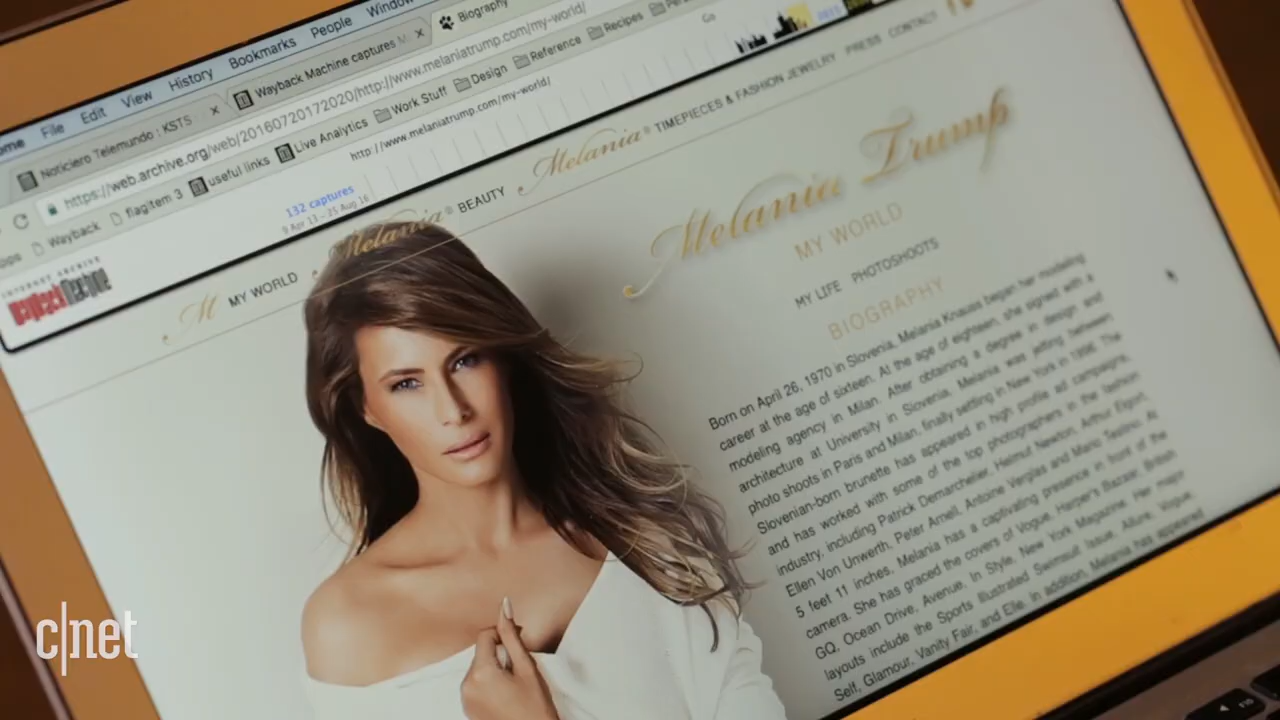 File Edit View History Bookmarks People Window
Noticiero Telemundo : KSTS
Wayback Machine captures M
Biography
https://web.archive.org/web/20160720172020/http://www.melaniatrump.com/my-world/
Wayback flagitem 3 useful links Live Analytics Work Stuff Design Reference Recipes
INTERNET ARCHIVE
WayBackMachine
http://www.melaniatrump.com/my-world/
Go
2015
132 captures
9 Apr 13 - 25 Aug 16
M MY WORLD Melania® BEAUTY Melania® TIMEPIECES & FASHION JEWELRY PRESS CONTACT
Melania Trump
MY WORLD
MY LIFE PHOTOSHOOTS
BIOGRAPHY
Born on April 26, 1970 in Slovenia, Melania Knauss began her modeling
career at the age of sixteen. At the age of eighteen, she signed with a
modeling agency in Milan. After obtaining a degree in design and
architecture at University in Slovenia, Melania was jetting between
photo shoots in Paris and Milan, finally settling in New York in 1996. The
Slovenian-born brunette has appeared in high profile ad campaigns,
and has worked with some of the top photographers in the fashion
industry, including Patrick Demarchelier, Helmut Newton, Arthur Elgort,
Ellen Von Unwerth, Peter Arnell, Antoine Verglas and Mario Testino. At
5 feet 11 inches, Melania has a captivating presence in front of the
camera. She has graced the covers of Vogue, Harper's Bazaar, British
GQ, Ocean Drive, Avenue, In Style, New York Magazine. Her major
layouts include the Sports Illustrated Swimsuit Issue, Allure, Vogue,
Self, Glamour, Vanity Fair, and Elle. In addition, Melania has appeared
c|net
F10